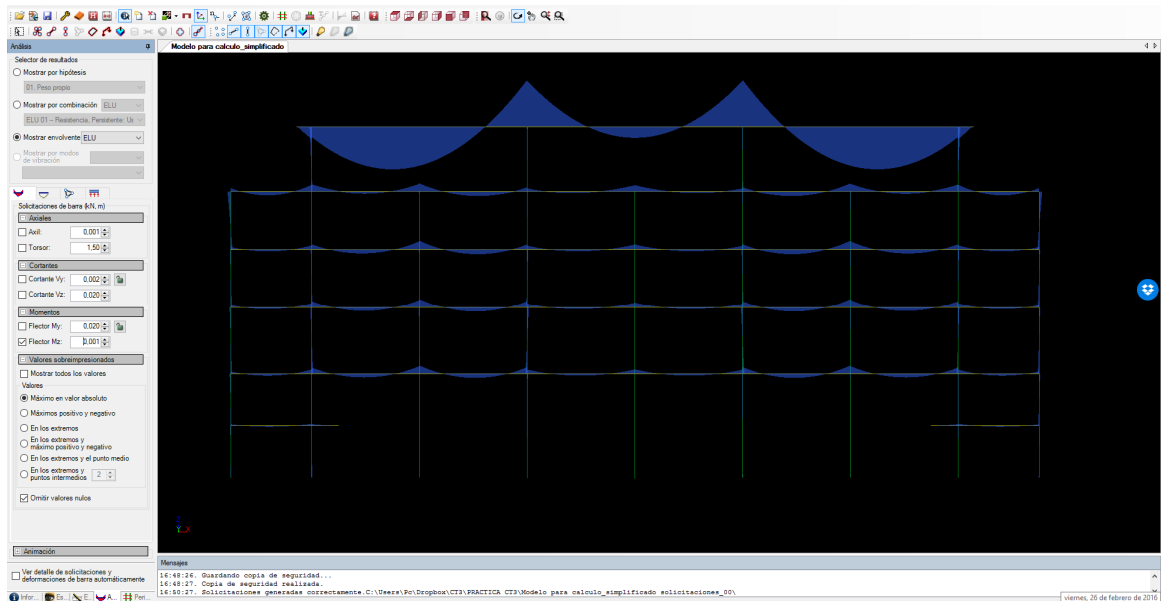 Análisis
Modelo para calculo_simplificado
Selector de resultados
Mostrar por hipótesis
01. Peso propio
Mostrar por combinación ELU
ELU 01 – Resistencia, Persistente: Us
Mostrar envolvente ELU
Mostrar por modos
de vibración
Solicitaciones de barra (kN, m)
Axiales
Axil: 0,001
Torsor: 1,50
Cortantes
Cortante Vy: 0,002
Cortante Vz: 0,020
Momentos
Flector My: 0,020
Flector Mz: 0,001
Valores sobreimpresionados
Mostrar todos los valores
Valores
Máximo en valor absoluto
Máximos positivo y negativo
En los extremos
En los extremos y
máximo positivo y negativo
En los extremos y el punto medio
En los extremos y
puntos intermedios 2
Omitir valores nulos
Animación
Ver detalle de solicitaciones y
deformaciones de barra automáticamente
Infor... Es... E... A... Peri...
Z
Y X
Mensajes
16:48:26. Guardando copia de seguridad...
16:48:27. Copia de seguridad realizada.
16:50:27. Solicitaciones generadas correctamente.C:\Users\Pc\Dropbox\CT3\PRACTICA CT3\Modelo para calculo_simplificado solicitaciones_00\
viernes, 26 de febrero de 2016